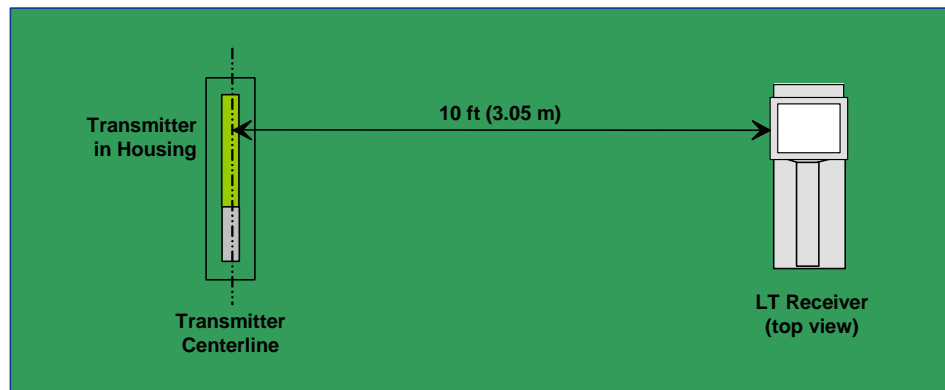 10 ft (3.05 m)
Transmitter
in Housing
Transmitter
Centerline
LT Receiver
(top view)